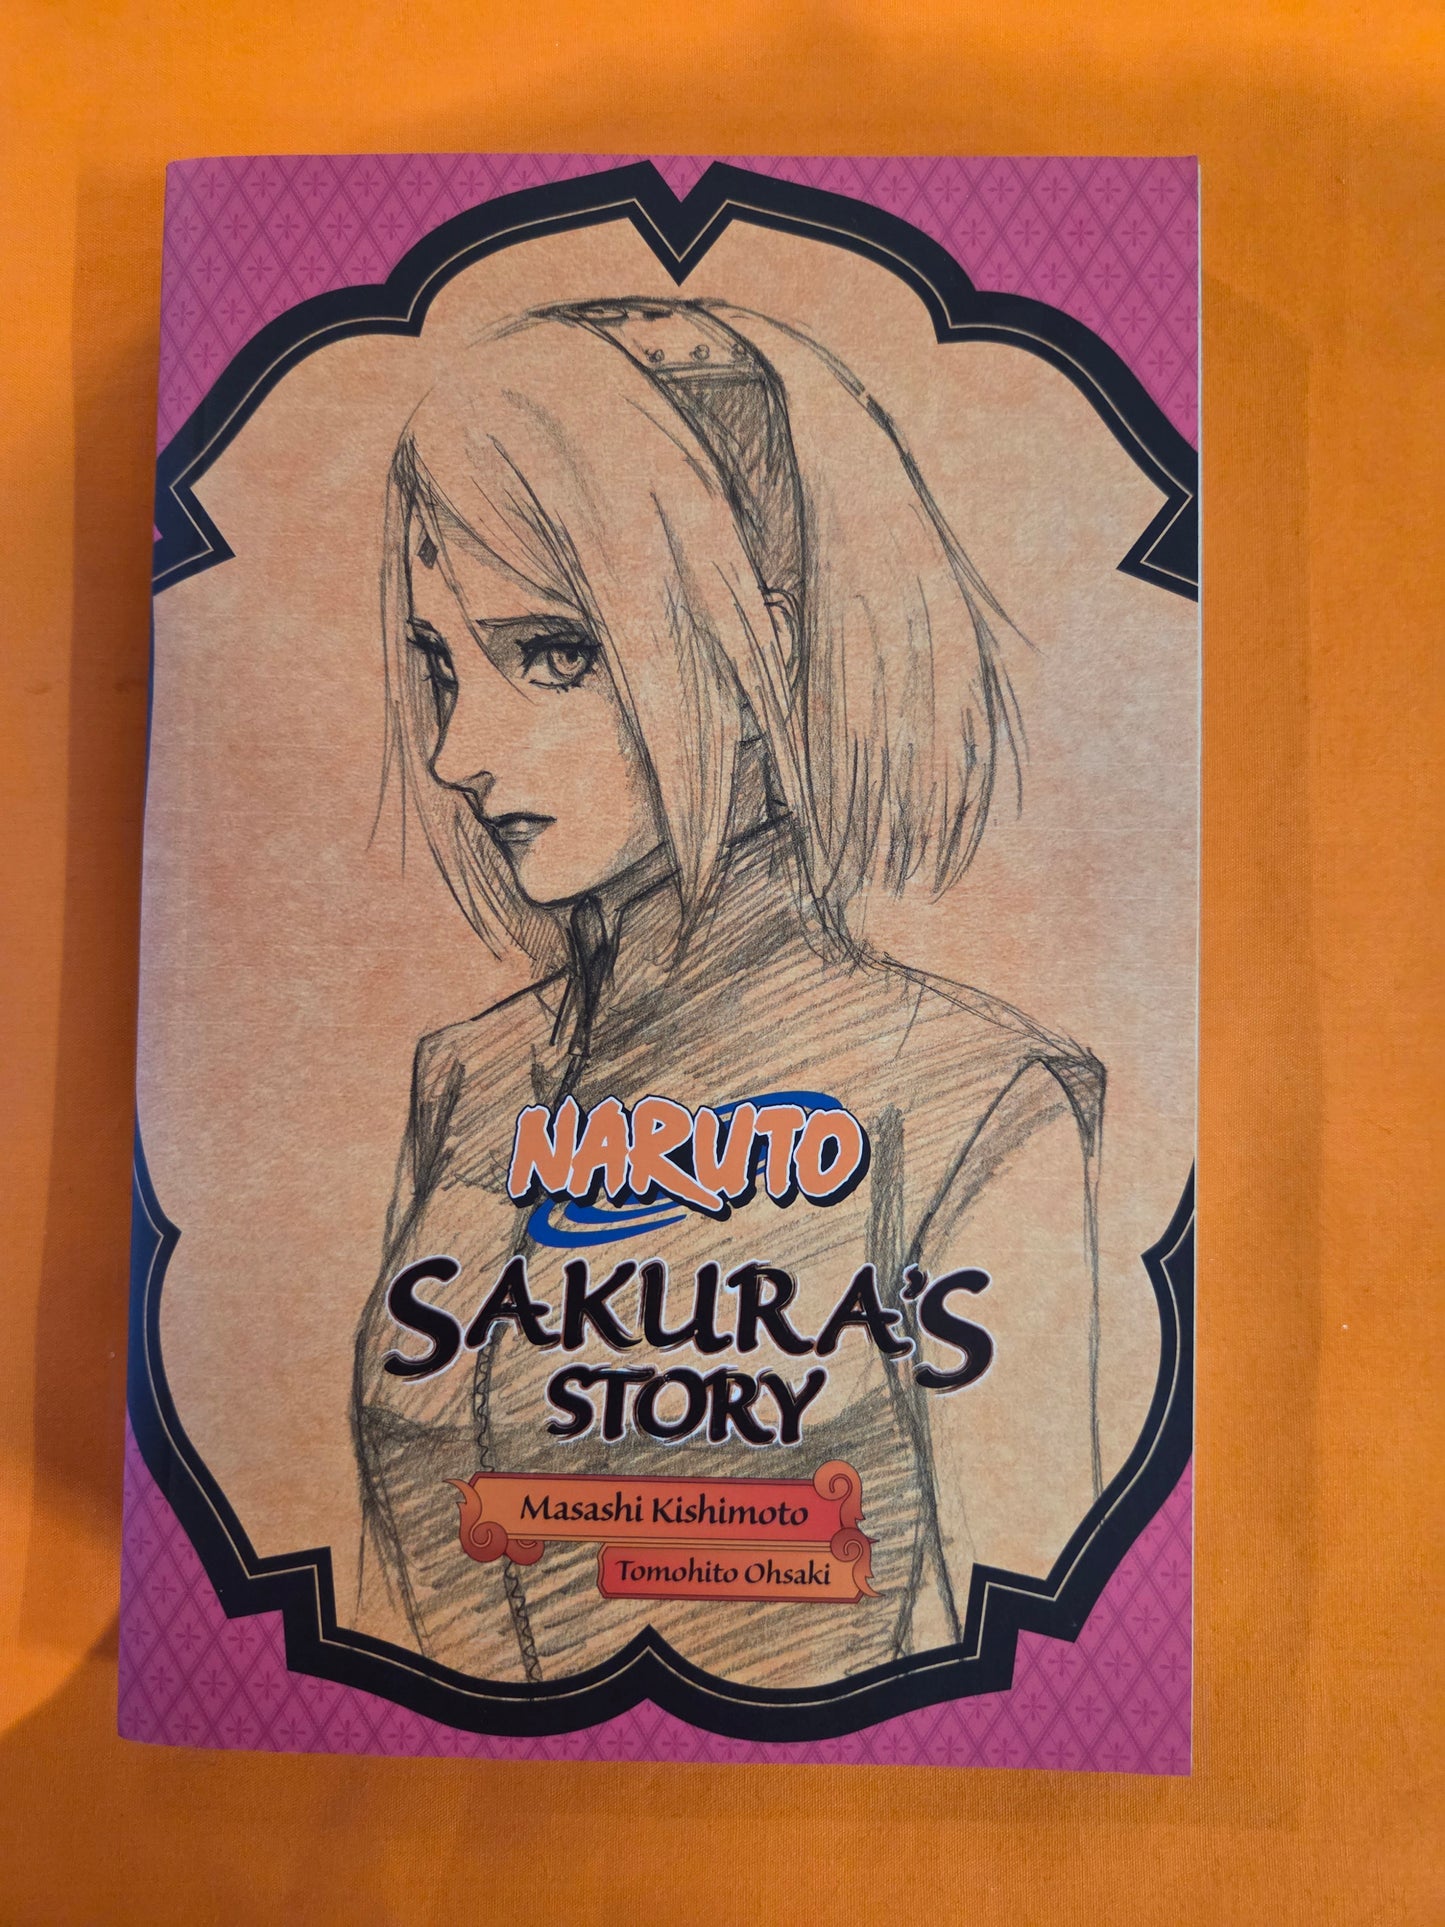 NARUTO
SAKURA'S
STORY
Masashi Kishimoto
Tomohito Ohsaki